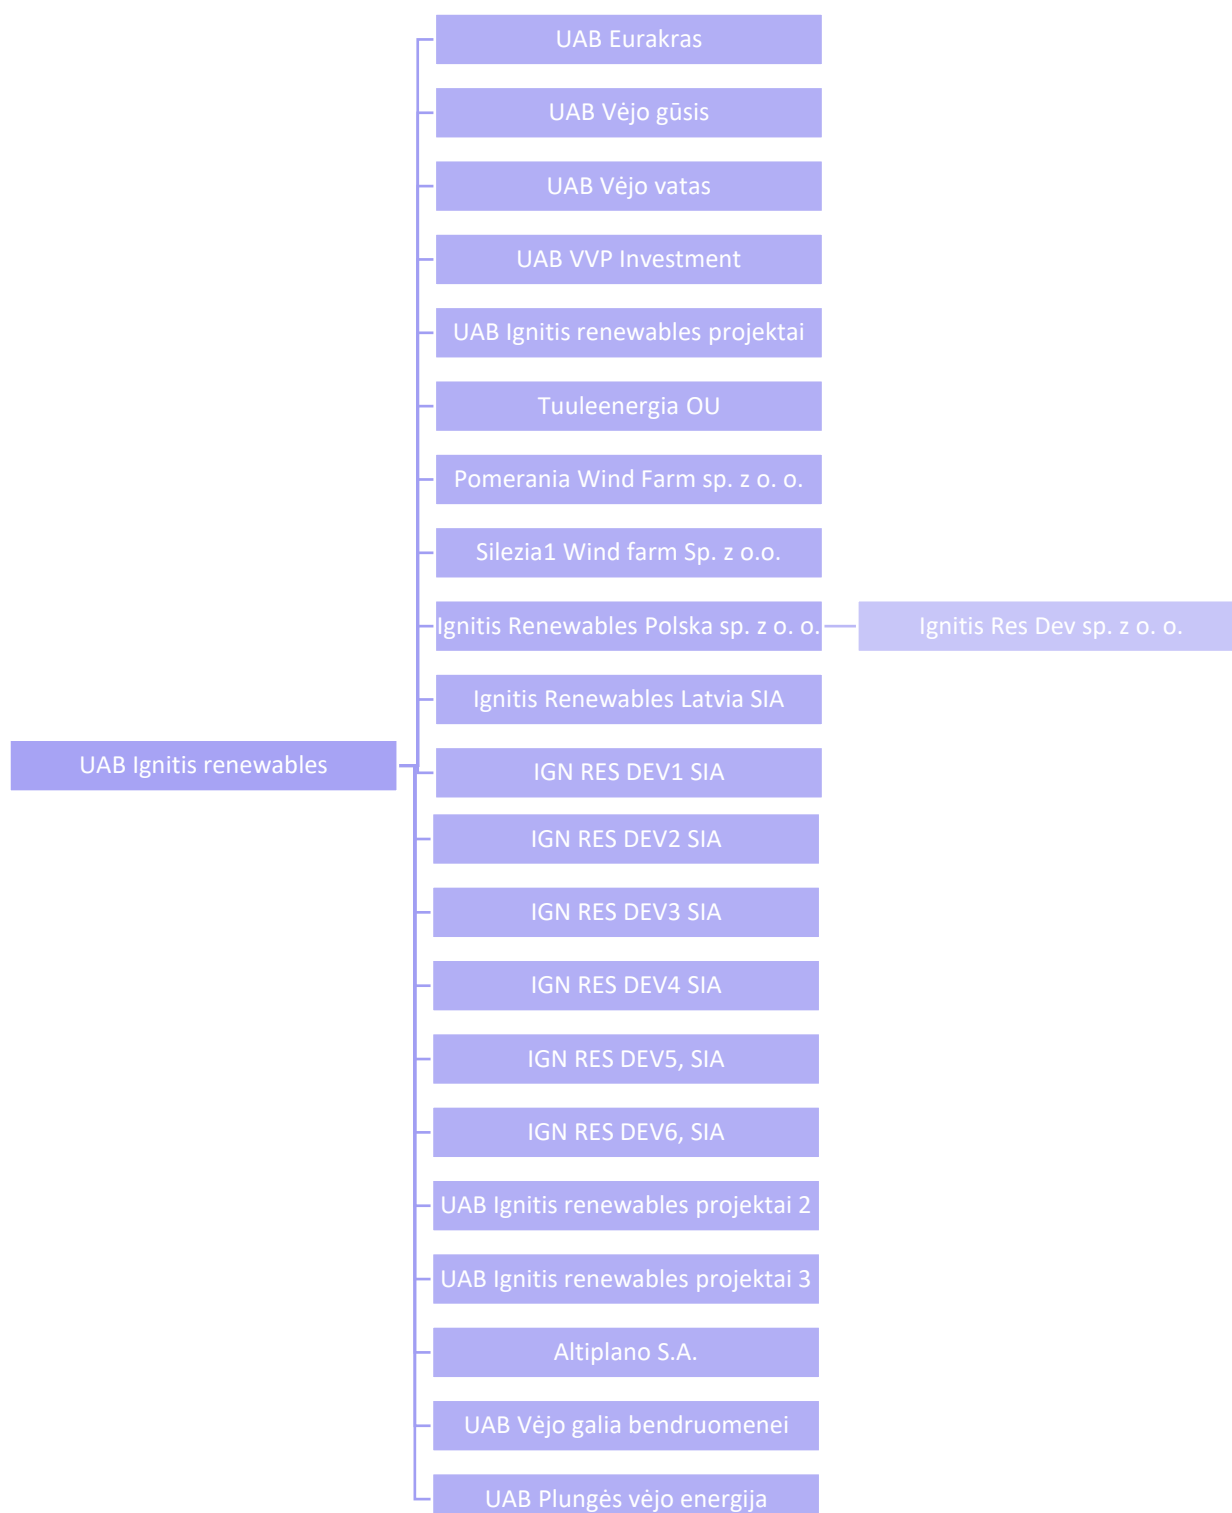 UAB Eurakras
UAB Vėjo gūsis
UAB Vėjo vatas
UAB VVP Investment
UAB Ignitis renewables projektai
Tuuleenergia OU
Pomerania Wind Farm sp. z o. o.
Silezia1 Wind farm Sp. z o.o.
Ignitis Renewables Polska sp. z o. o.
Ignitis Res Dev sp. z o. o.
Ignitis Renewables Latvia SIA
UAB Ignitis renewables
IGN RES DEV1 SIA
IGN RES DEV2 SIA
IGN RES DEV3 SIA
IGN RES DEV4 SIA
IGN RES DEV5, SIA
IGN RES DEV6, SIA
UAB Ignitis renewables projektai 2
UAB Ignitis renewables projektai 3
Altiplano S.A.
UAB Vėjo galia bendruomenei
UAB Plungės vėjo energija